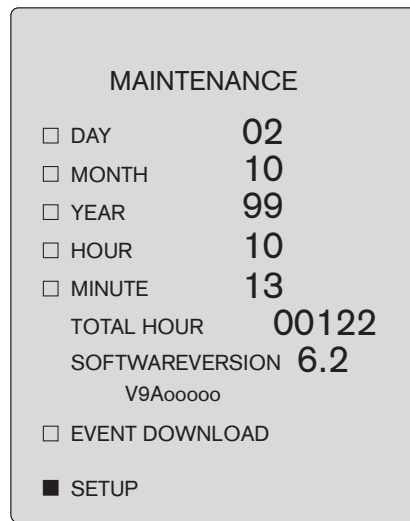 MAINTENANCE
□ DAY 02
□ MONTH 10
□ YEAR 99
□ HOUR 10
□ MINUTE 13
TOTAL HOUR 00122
SOFTWAREVERSION 6.2
V9Aooooo
□ EVENT DOWNLOAD
■ SETUP